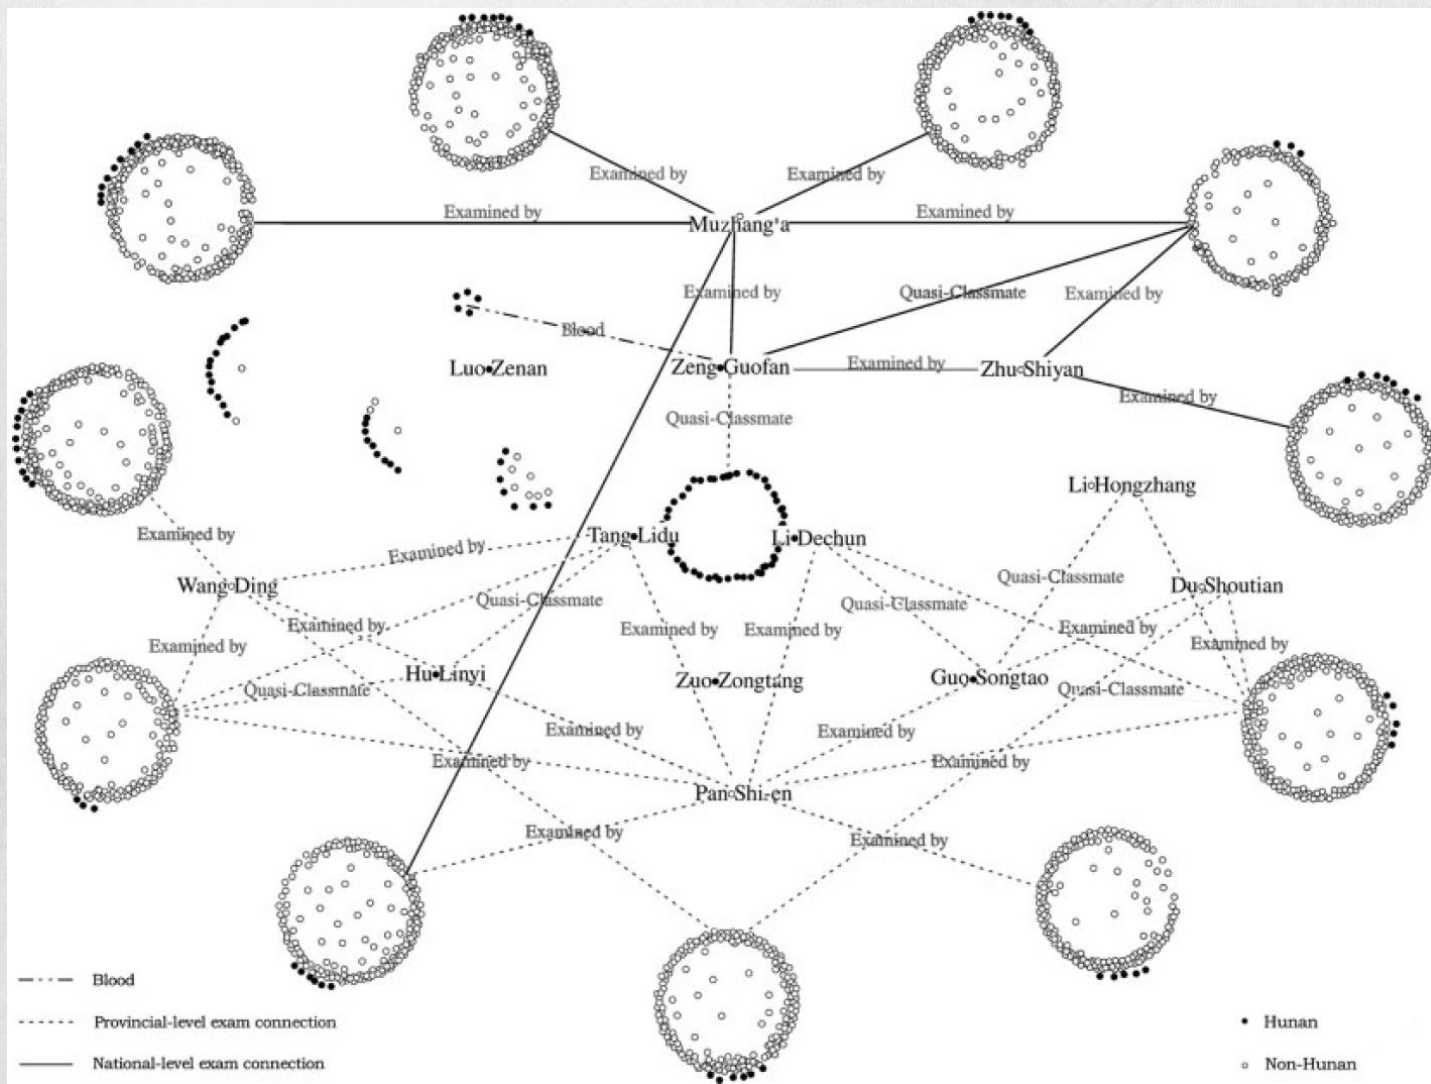 Examined by
Examined by
Examined by
Examined by
Muzhang'a
Examined by
Quasi-Classmate
Examined by
Blood
Luo Zenan
Zeng Guofan
Examined by
Zhu Shiyan
Examined by
Quasi-Classmate
Li Hongzhang
Examined by
Tang Lidu
Li Dechun
Examined by
Quasi-Classmate
Wang Ding
Du Shoutian
Quasi-Classmate
Quasi-Classmate
Examined by
Examined by
Examined by
Examined by
Examined by
Examined by
Hu Linyi
Zuo Zongtang
Guo Songtao
Quasi-Classmate
Quasi-Classmate
Examined by
Examined by
Examined by
Examined by
Pan Shi-en
Examined by
Examined by
Blood
Provincial-level exam connection
Hunan
National-level exam connection
Non-Hunan